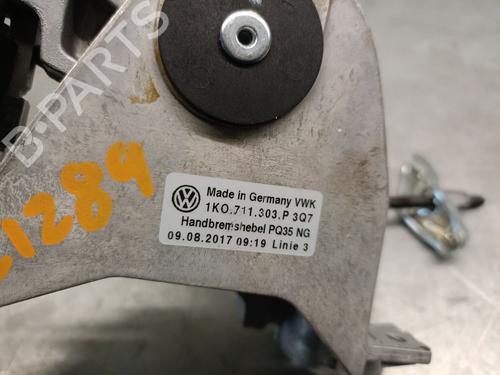 B-PARTS
21289
Made in Germany VWK
1K0.711.303.P 3Q7
Handbremshebel PQ35 NG
09.08.2017 09:19 Linie 3